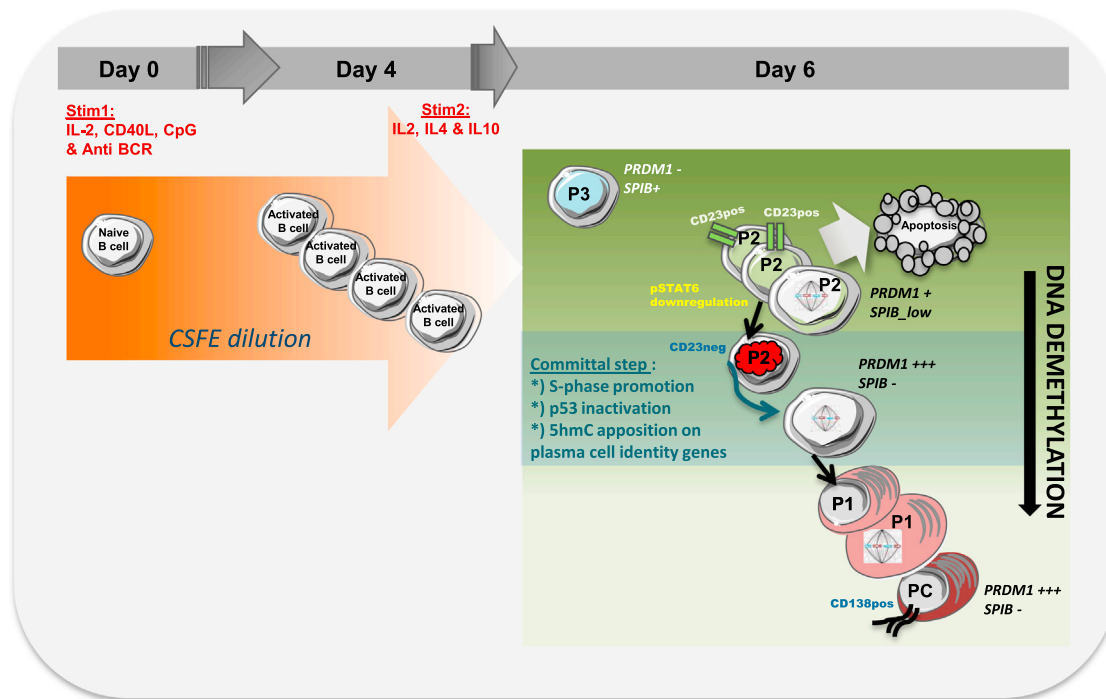 Day 0
Day 4
Day 6
Stim1:
IL-2, CD40L, CpG
& Anti BCR
Stim2:
IL2, IL4 & IL10
Naive
B cell
Activated
B cell
Activated
B cell
Activated
B cell
Activated
B cell
CSFE dilution
P3
PRDM1 -
SPIB+
CD23pos
CD23pos
P2
P2
P2
Apoptosis
pSTAT6
downregulation
PRDM1 +
SPIB_low
CD23neg
P2
Committal step :
*) S-phase promotion
*) p53 inactivation
*) 5hmC apposition on
plasma cell identity genes
PRDM1 +++
SPIB -
P1
P1
PC
CD138pos
PRDM1 +++
SPIB -
DNA DEMETHYLATION